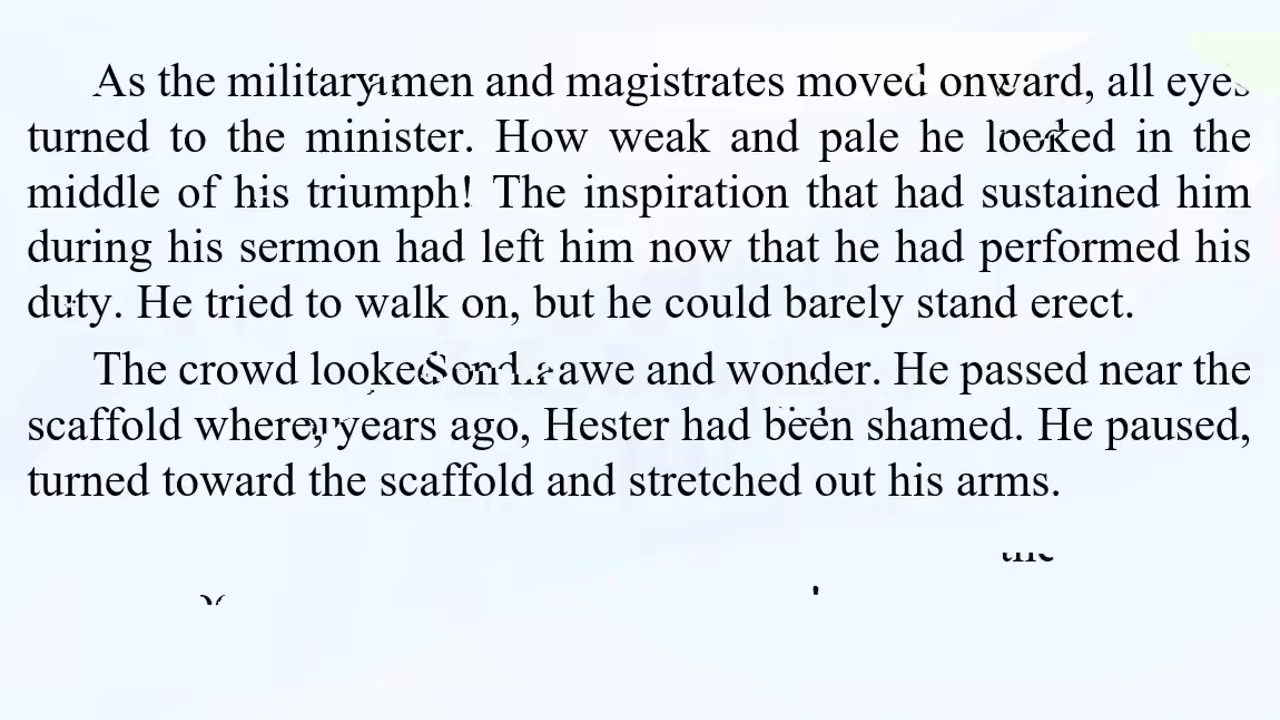 As the military men and magistrates moved onward, all eyes
turned to the minister. How weak and pale he looked in the
middle of his triumph! The inspiration that had sustained him
during his sermon had left him now that he had performed his
duty. He tried to walk on, but he could barely stand erect.
The crowd looked on in awe and wonder. He passed near the
scaffold where, years ago, Hester had been shamed. He paused,
turned toward the scaffold and stretched out his arms.